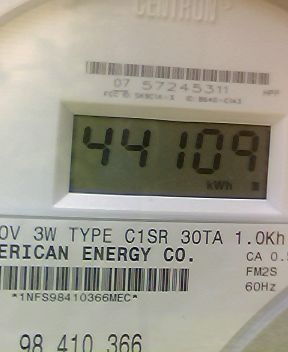 CENTRON
07 57245311
44109
kWh
0V 3W TYPE C1SR 30TA 1.0Kh
ERICAN ENERGY CO.
CA 0.5
FM2S
60Hz
*1NFS98410366MEC*
98 410 366